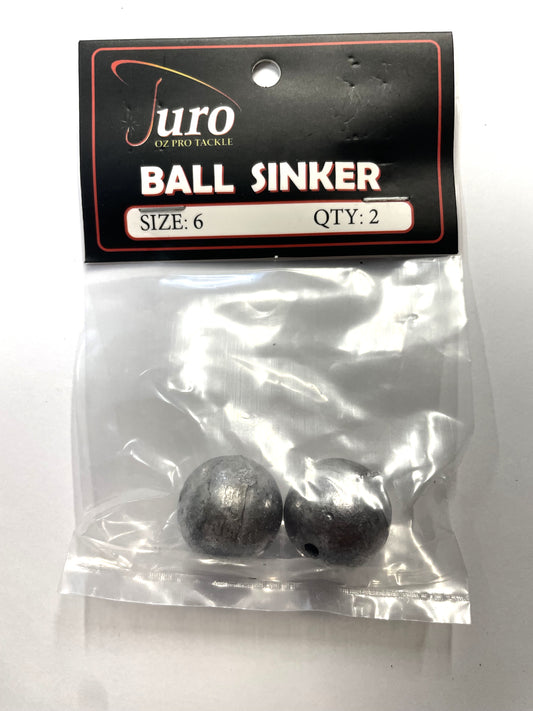 Juro
OZ PRO TACKLE
BALL SINKER
SIZE: 6 QTY: 2